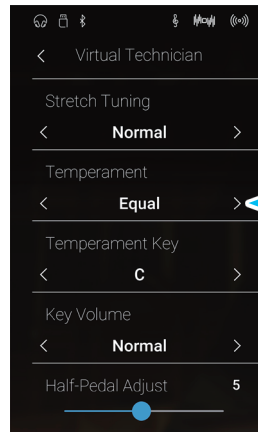 Virtual Technician
Stretch Tuning
Normal
Temperament
Equal
Temperament Key
C
Key Volume
Normal
Half-Pedal Adjust 5